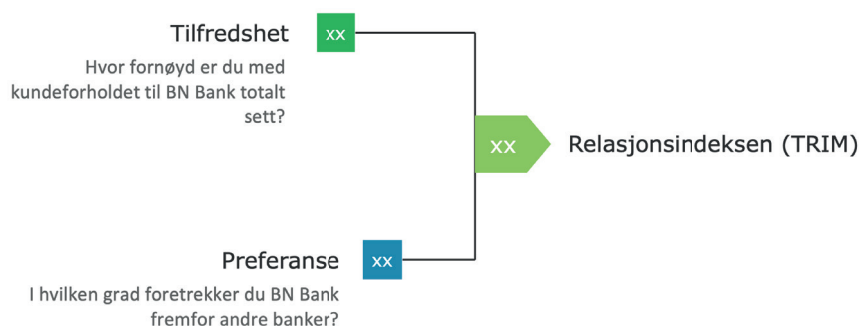 Tilfredshet
xx
Hvor fornøyd er du med
kundeforholdet til BN Bank totalt
sett?
xx
Relasjonsindeksen (TRIM)
Preferanse
xx
I hvilken grad foretrekker du BN Bank
fremfor andre banker?